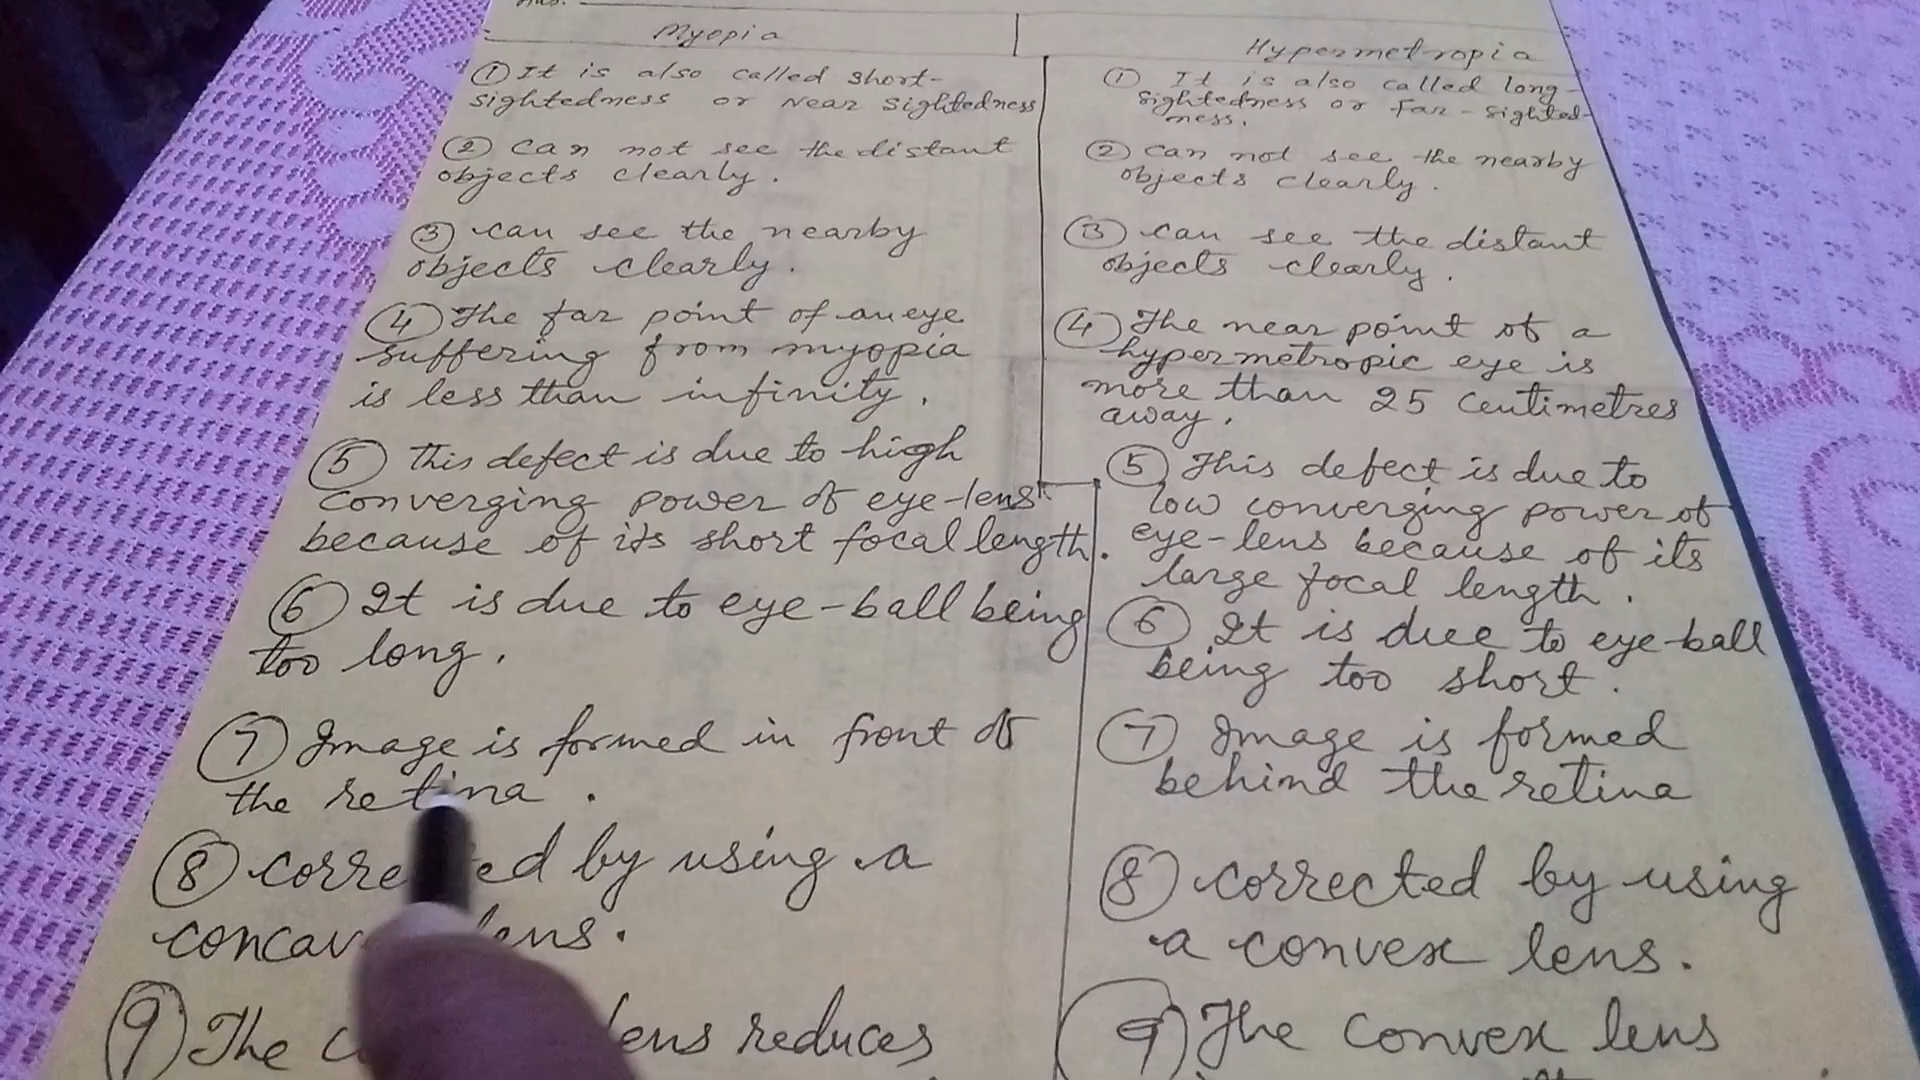 Ans.
Myopia
① It is also called short-
sightedness or Near sightedness
② can not see the distant
objects clearly.
③ can see the nearby
objects clearly.
④ The far point of an eye
suffering from myopia
is less than infinity.
⑤ This defect is due to high
converging power of eye-lens
because of its short focal length.
⑥ It is due to eye-ball being
too long.
⑦ Image is formed in front of
the retina.
⑧ corrected by using a
lens.
⑨ The lens reduces
Hypermetropia
① It is also called long-
sightedness or Far-sighted-
ness.
② can not see the nearby
objects clearly.
③ can see the distant
objects clearly.
④ The near point of a
hypermetropic eye is
more than 25 centimetres
away.
⑤ This defect is due to
low converging power of
eye-lens because of its
large focal length.
⑥ It is due to eye-ball
being too short.
⑦ Image is formed
behind the retina
⑧ corrected by using
a convex lens.
⑨ The convex lens